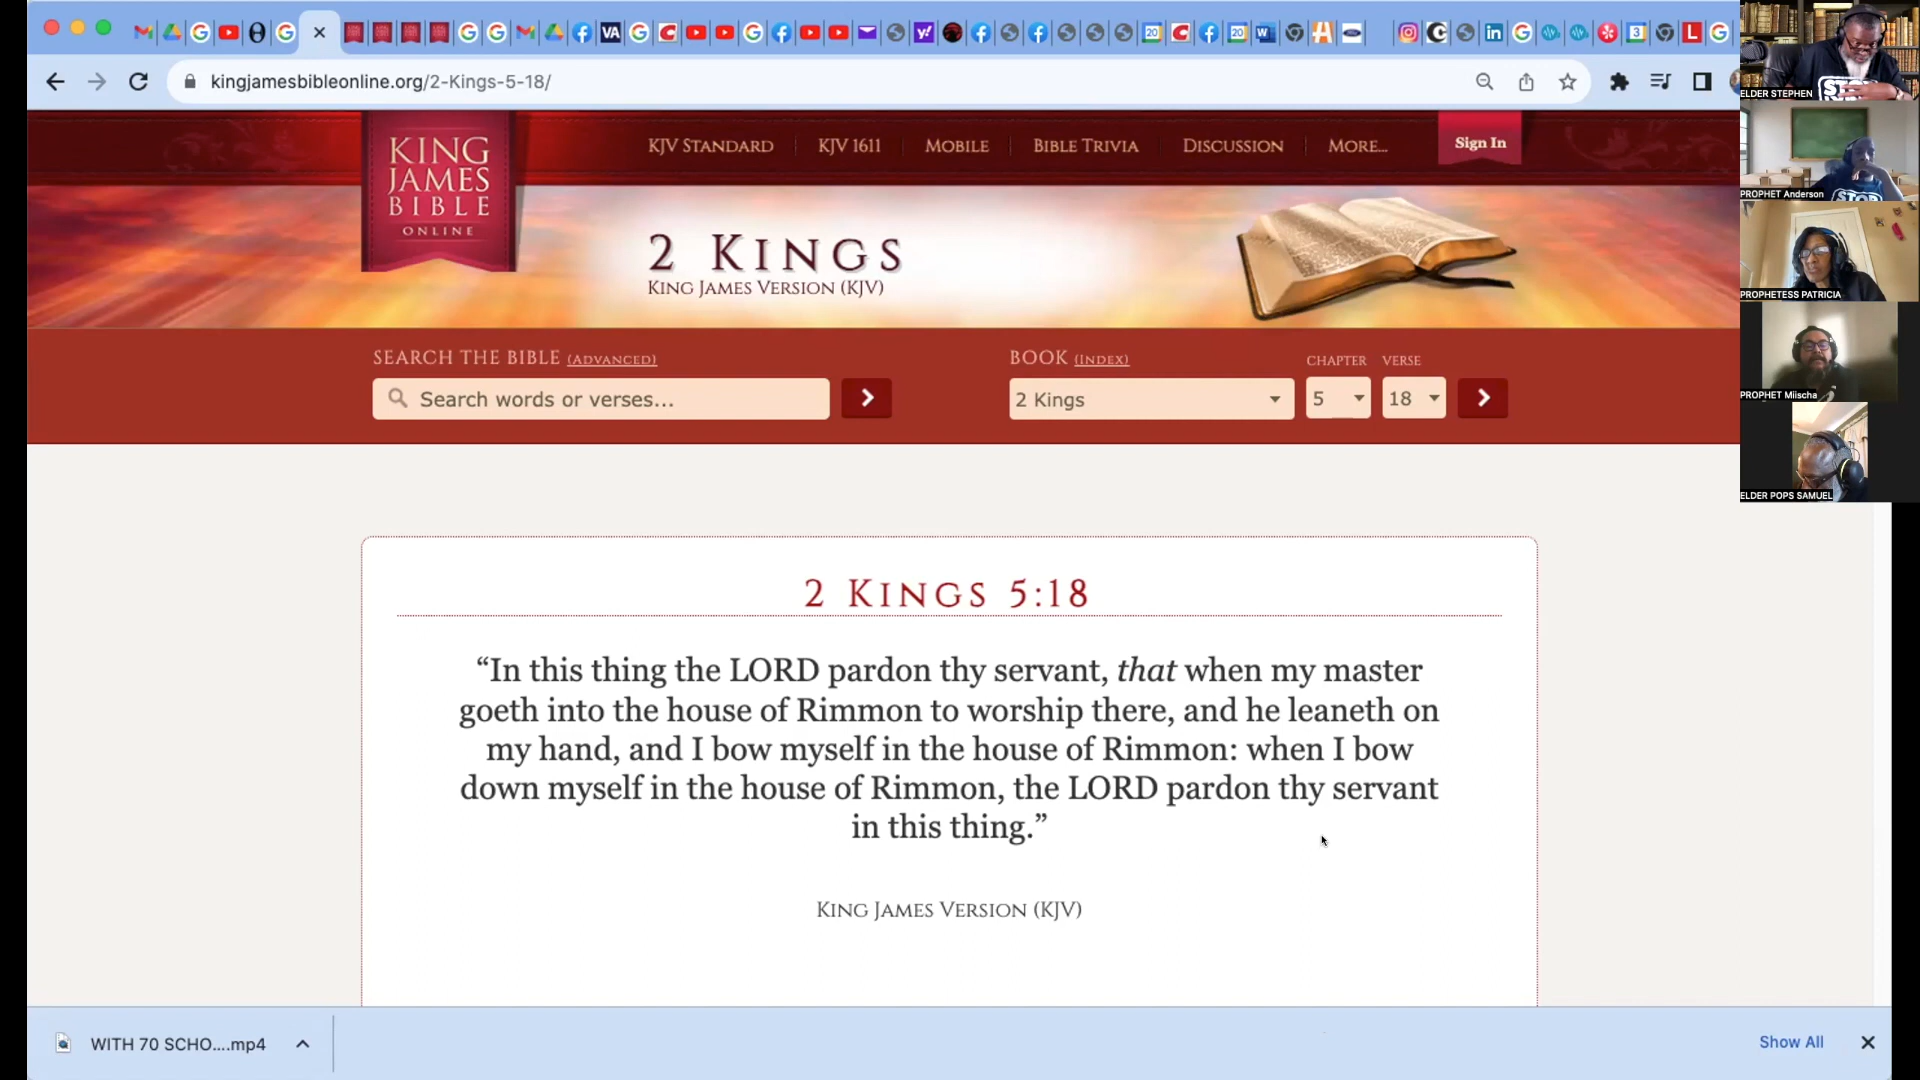 kingjamesbibleonline.org/2-Kings-5-18/
KING
JAMES
BIBLE
ONLINE
KJV STANDARD
KJV 1611
MOBILE
BIBLE TRIVIA
DISCUSSION
MORE...
Sign In
2 KINGS
KING JAMES VERSION (KJV)
SEARCH THE BIBLE (ADVANCED)
Search words or verses...
BOOK (INDEX)
2 Kings
CHAPTER
5
VERSE
18
ELDER STEPHEN
PROPHET Anderson
PROPHETESS PATRICIA
PROPHET Miischa
ELDER POPS SAMUEL
2 KINGS 5:18
“In this thing the LORD pardon thy servant, that when my master
goeth into the house of Rimmon to worship there, and he leaneth on
my hand, and I bow myself in the house of Rimmon: when I bow
down myself in the house of Rimmon, the LORD pardon thy servant
in this thing.”
KING JAMES VERSION (KJV)
WITH 70 SCHO....mp4
Show All